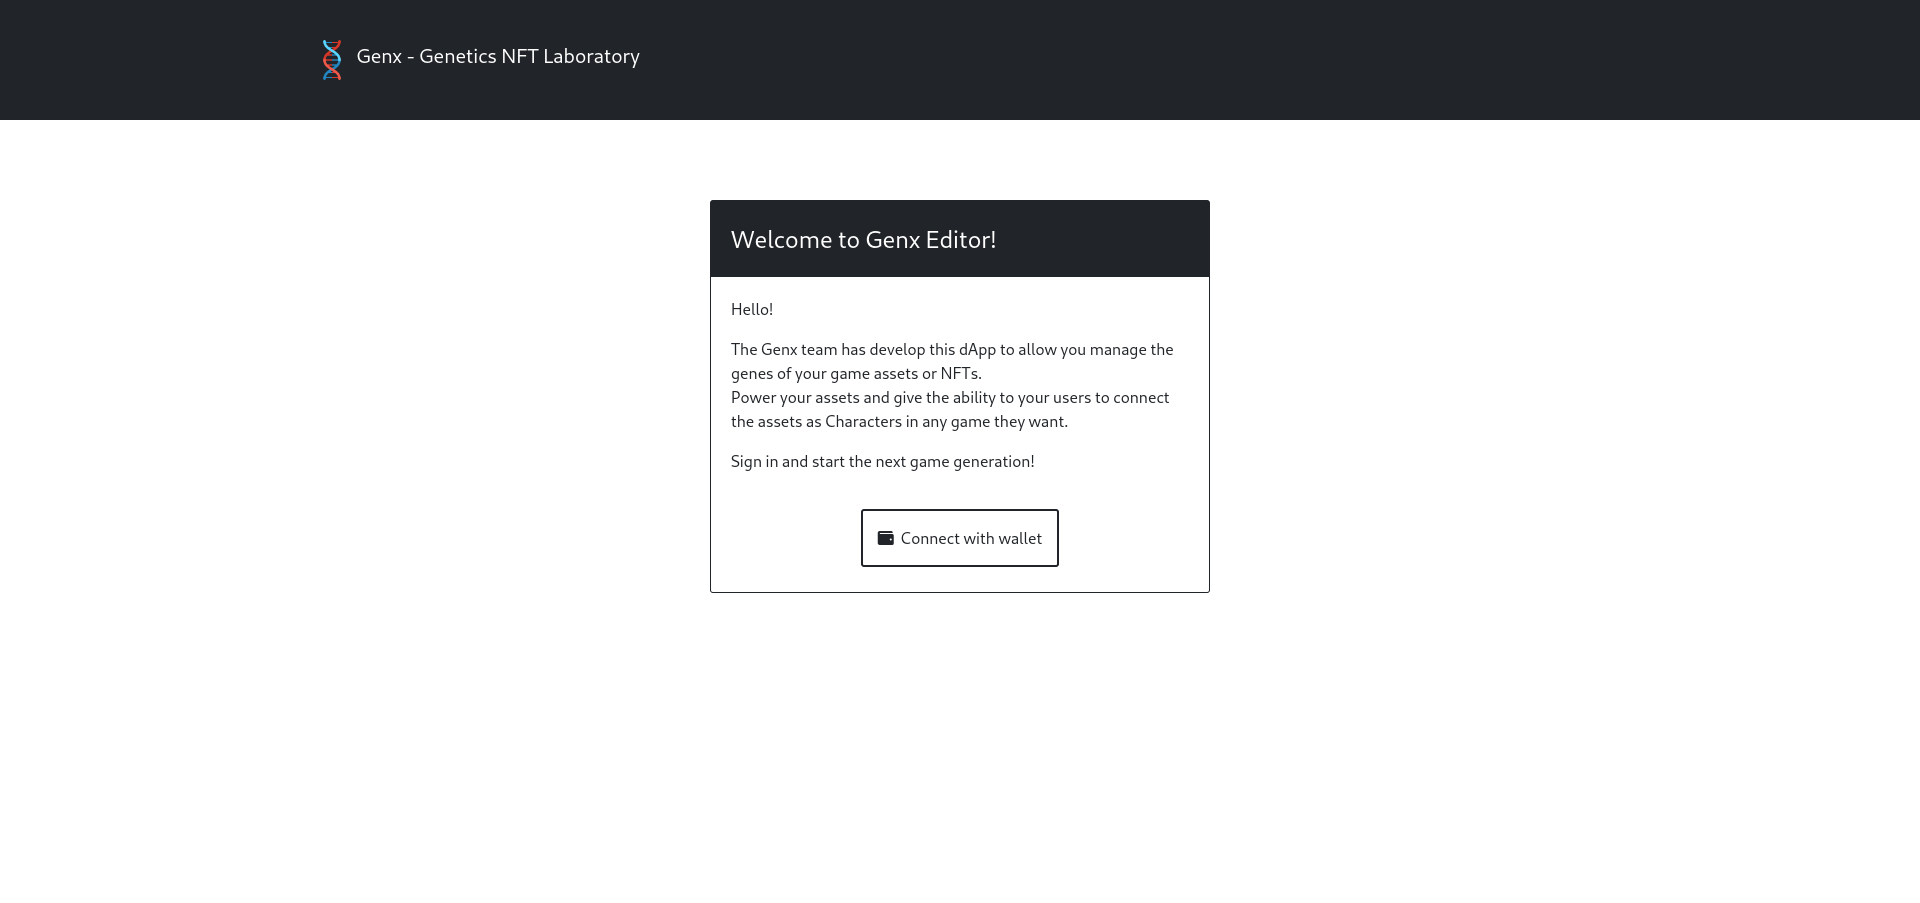 Genx - Genetics NFT Laboratory
Welcome to Genx Editor!
Hello!
The Genx team has develop this dApp to allow you manage the
genes of your game assets or NFTs.
Power your assets and give the ability to your users to connect
the assets as Characters in any game they want.
Sign in and start the next game generation!
Connect with wallet